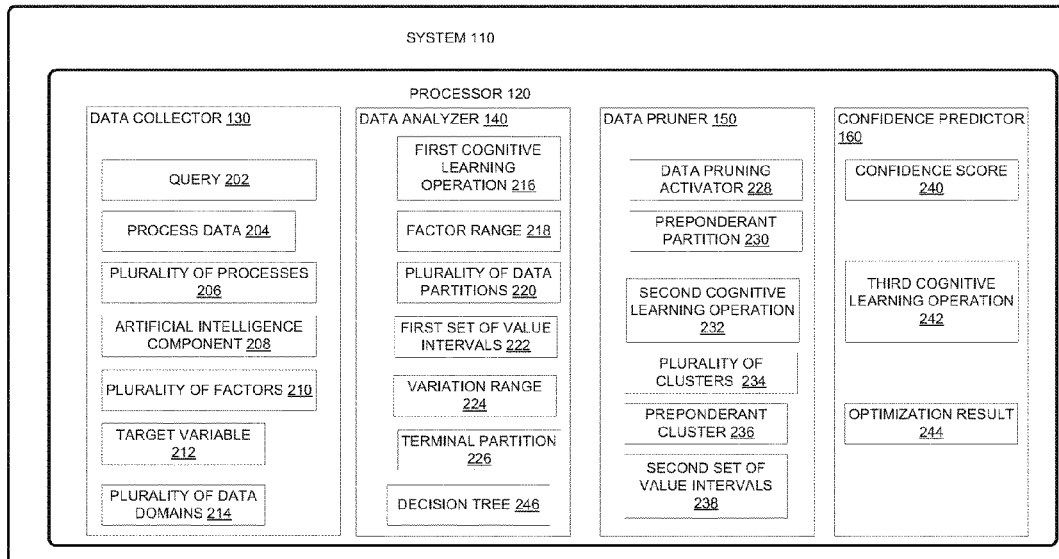 SYSTEM 110
PROCESSOR 120
DATA COLLECTOR 130
QUERY 202
PROCESS DATA 204
PLURALITY OF PROCESSES
206
ARTIFICIAL INTELLIGENCE
COMPONENT 208
PLURALITY OF FACTORS 210
TARGET VARIABLE
212
PLURALITY OF DATA
DOMAINS 214
DATA ANALYZER 140
FIRST COGNITIVE
LEARNING
OPERATION 216
FACTOR RANGE 218
PLURALITY OF DATA
PARTITIONS 220
FIRST SET OF VALUE
INTERVALS 222
VARIATION RANGE
224
TERMINAL PARTITION
226
DECISION TREE 246
DATA PRUNER 150
DATA PRUNING
ACTIVATOR 228
PREPONDERANT
PARTITION 230
SECOND COGNITIVE
LEARNING OPERATION
232
PLURALITY OF
CLUSTERS 234
PREPONDERANT
CLUSTER 236
SECOND SET OF
VALUE INTERVALS
238
CONFIDENCE PREDICTOR
160
CONFIDENCE SCORE
240
THIRD COGNITIVE
LEARNING OPERATION
242
OPTIMIZATION RESULT
244